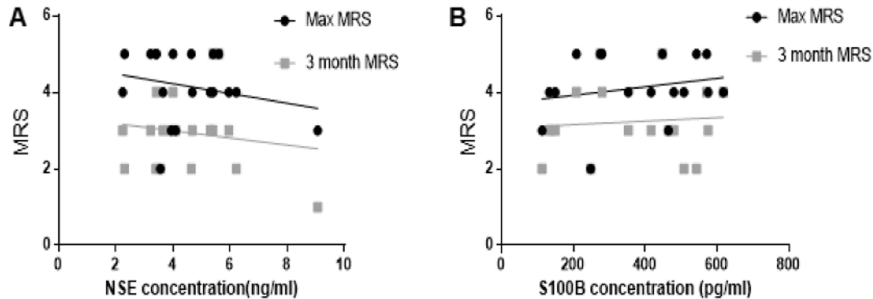 A
6
4
2
0
MRS
0 2 4 6 8 10
NSE concentration(ng/ml)
Max MRS
3 month MRS
B
6
4
2
0
MRS
0 200 400 600 800
S100B concentration (pg/ml)
Max MRS
3 month MRS